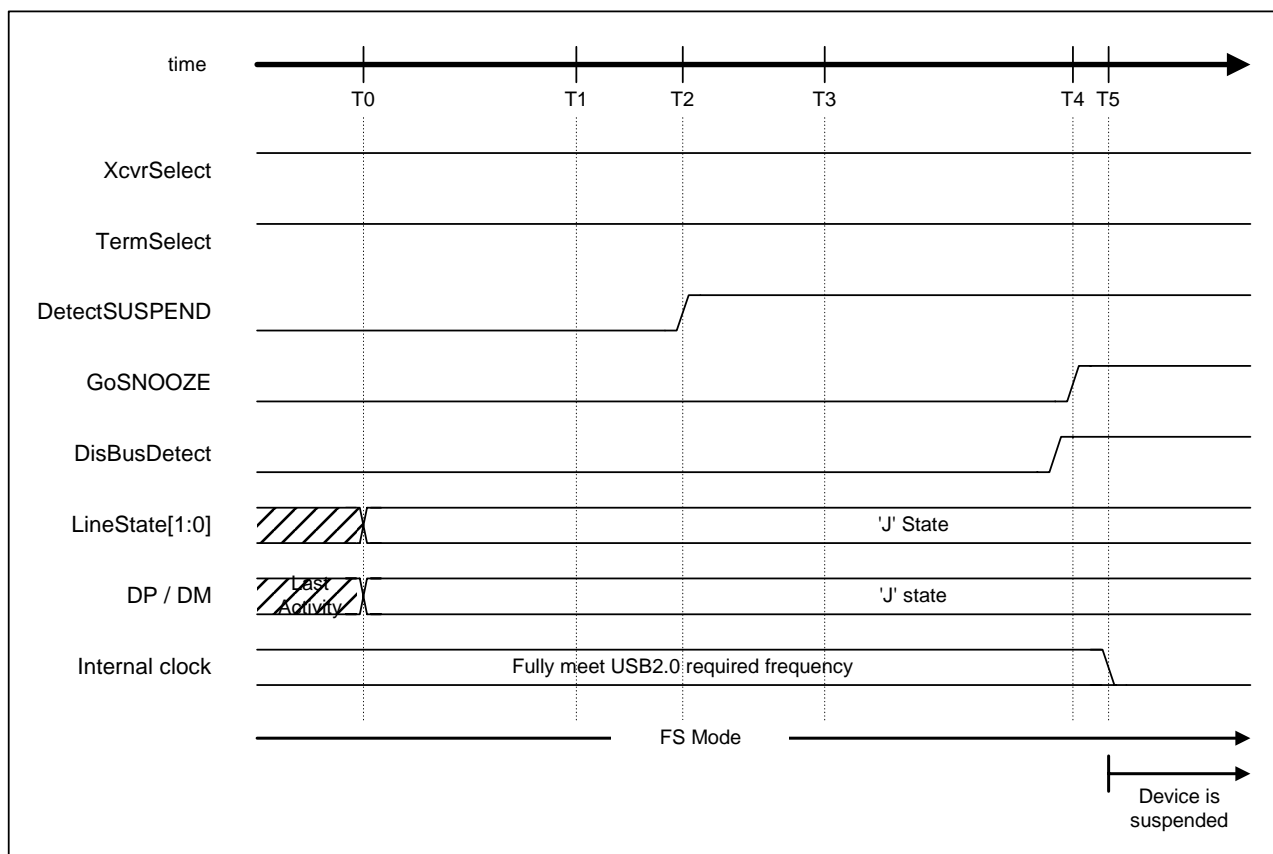 time
T0 T1 T2 T3 T4 T5
XcvrSelect
TermSelect
DetectSUSPEND
GoSNOOZE
DisBusDetect
LineState[1:0] 'J' State
DP / DM Last 'J' state
Activity
Internal clock Fully meet USB2.0 required frequency
FS Mode
Device is
suspended